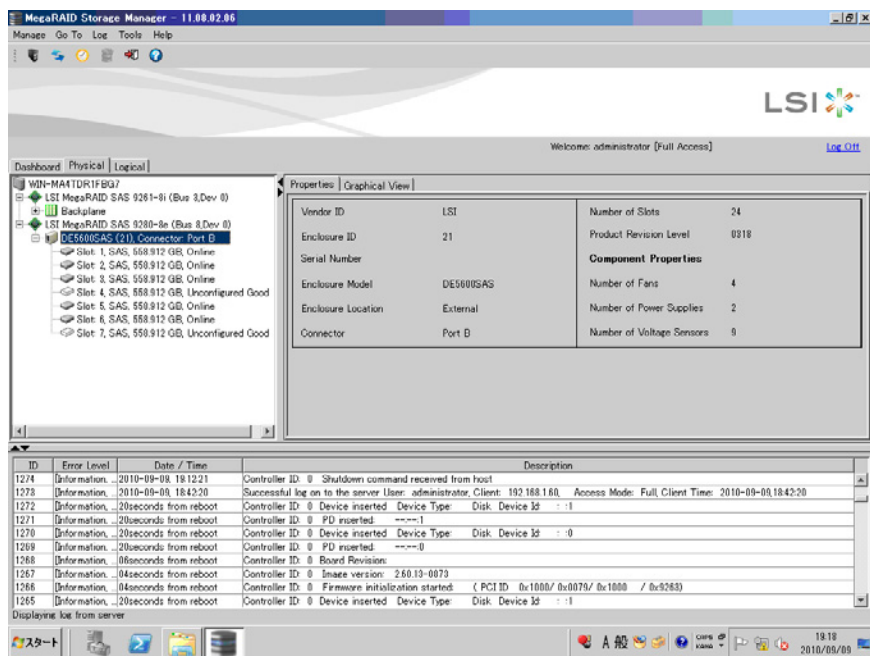 MegaRAID Storage Manager - 11.08.02.06
Manage Go To Log Tools Help
LSI
Welcome: administrator [Full Access]
Log Off
Dashboard Physical Logical
WIN-MA4TDR1FBG7
LSI MegaRAID SAS 9261-8i (Bus 3,Dev 0)
Backplane
LSI MegaRAID SAS 9280-8e (Bus 8,Dev 0)
DE5600SAS (21), Connector: Port B
Slot: 1, SAS, 558.912 GB, Online
Slot: 2, SAS, 558.912 GB, Online
Slot: 3, SAS, 558.912 GB, Online
Slot: 4, SAS, 558.912 GB, Unconfigured Good
Slot: 5, SAS, 558.912 GB, Online
Slot: 6, SAS, 558.912 GB, Online
Slot: 7, SAS, 558.912 GB, Unconfigured Good
Properties Graphical View
Vendor ID LSI Number of Slots 24
Enclosure ID 21 Product Revision Level 0318
Serial Number Component Properties
Enclosure Model DE5600SAS Number of Fans 4
Enclosure Location External Number of Power Supplies 2
Connector Port B Number of Voltage Sensors 9
ID Error Level Date / Time Description
1274 [Information, ... 2010-09-09, 19:12:21 Controller ID: 0 Shutdown command received from host
1273 [Information, ... 2010-09-09, 18:42:20 Successful log on to the server User: administrator, Client: 192.168.1.60, Access Mode: Full, Client Time: 2010-09-09,18:42:20
1272 [Information, ... 20seconds from reboot Controller ID: 0 Device inserted Device Type: Disk Device Id: : :1
1271 [Information, ... 20seconds from reboot Controller ID: 0 PD inserted: --:--:1
1270 [Information, ... 20seconds from reboot Controller ID: 0 Device inserted Device Type: Disk Device Id: : :0
1269 [Information, ... 20seconds from reboot Controller ID: 0 PD inserted: --:--:0
1268 [Information, ... 06seconds from reboot Controller ID: 0 Board Revision:
1267 [Information, ... 04seconds from reboot Controller ID: 0 Image version: 2.60.13-0873
1266 [Information, ... 04seconds from reboot Controller ID: 0 Firmware initialization started: ( PCI ID 0x1000/ 0x0079/ 0x1000 / 0x9263)
1265 [Information, ... 20seconds from reboot Controller ID: 0 Device inserted Device Type: Disk Device Id: : :1
Displaying log from server
スタート
A 般
CAPS
KANA
19:18
2010/09/09